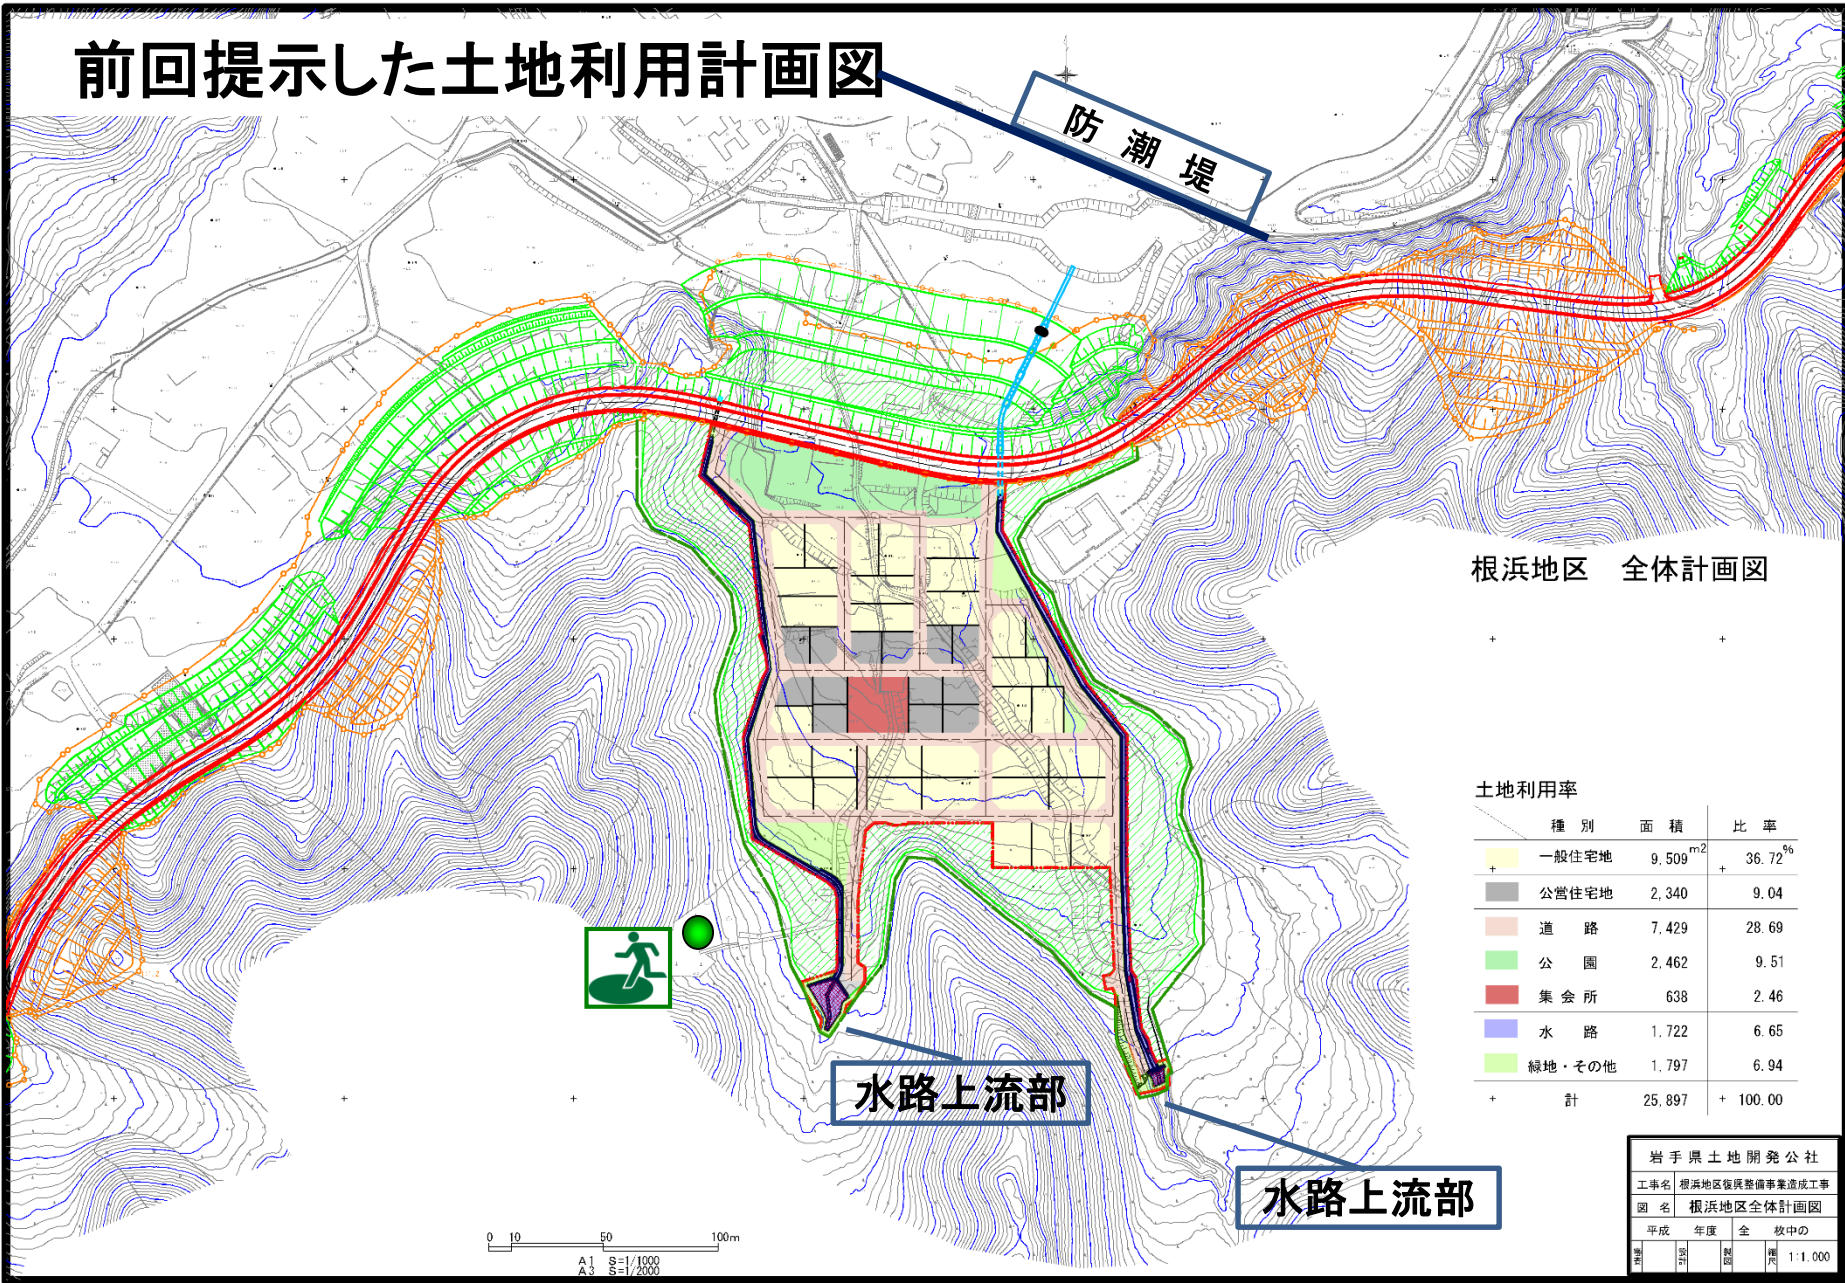 前回提示した土地利用計画図
防潮堤
根浜地区 全体計画図
土地利用率
種別 面積 比率
一般住宅地 9,509m2 36.72%
公営住宅地 2,340 9.04
道路 7,429 28.69
公園 2,462 9.51
集会所 638 2.46
水路 1,722 6.65
緑地・その他 1,797 6.94
計 25,897 100.00
水路上流部
水路上流部
0 10 50 100m
A1 S=1/1000
A3 S=1/2000
岩手県土地開発公社
工事名 根浜地区復興整備事業造成工事
図名 根浜地区全体計画図
平成 年度 全 枚中の
縮尺 1:1,000